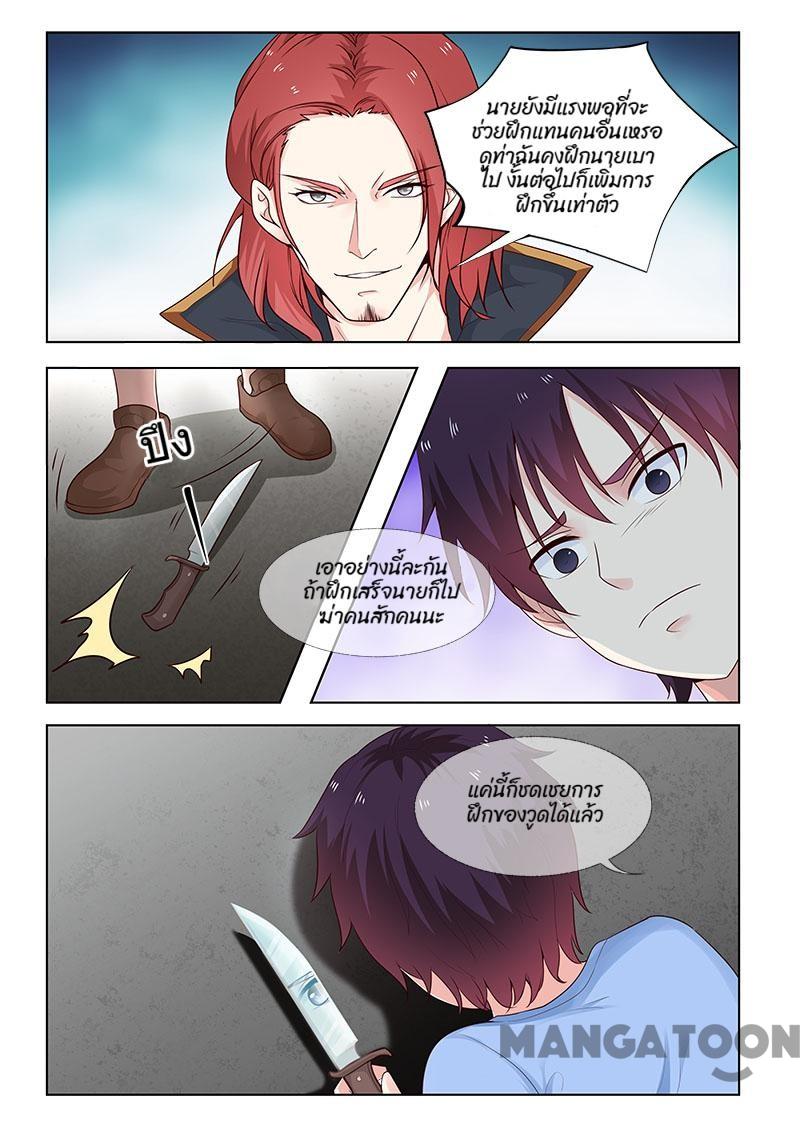 นายยังมีแรงพอที่จะ
ช่วยฝึกแทนคนอื่นเหรอ
ดูท่าฉันคงฝึกนายเบา
ไป งั้นต่อไปก็เพิ่มการ
ฝึกขึ้นเท่าตัว
ปึง
เอาอย่างนี้ละกัน
ถ้าฝึกเสร็จนายก็ไป
ฆ่าคนสักคนนะ
แค่นี้ก็ชดเชยการ
ฝึกของวูดได้แล้ว
MANGATOON